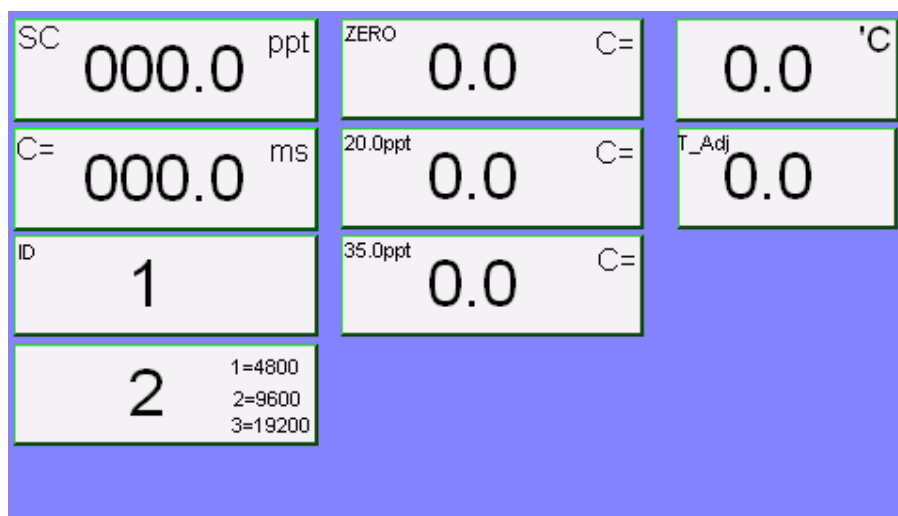 SC 000.0 ppt
ZERO 0.0 C=
0.0 'C
C= 000.0 ms
20.0ppt 0.0 C=
T_Adj 0.0
ID 1
35.0ppt 0.0 C=
2 1=4800
2=9600
3=19200